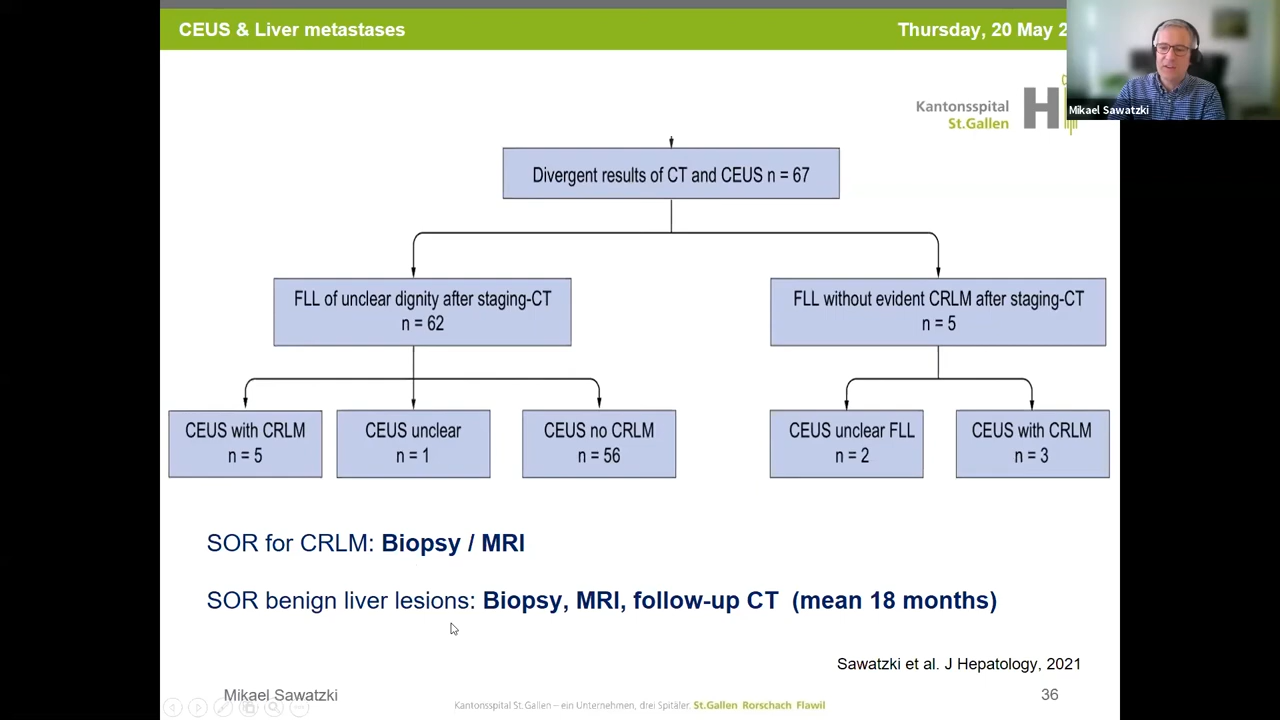 CEUS & Liver metastases
Thursday, 20 May 2
Mikael Sawatzki
Kantonsspital
St.Gallen
H
Divergent results of CT and CEUS n = 67
FLL of unclear dignity after staging-CT
n = 62
FLL without evident CRLM after staging-CT
n = 5
CEUS with CRLM
n = 5
CEUS unclear
n = 1
CEUS no CRLM
n = 56
CEUS unclear FLL
n = 2
CEUS with CRLM
n = 3
SOR for CRLM: Biopsy / MRI
SOR benign liver lesions: Biopsy, MRI, follow-up CT (mean 18 months)
Sawatzki et al. J Hepatology, 2021
Mikael Sawatzki
Kantonsspital St.Gallen – ein Unternehmen, drei Spitäler. St.Gallen Rorschach Flawil
36